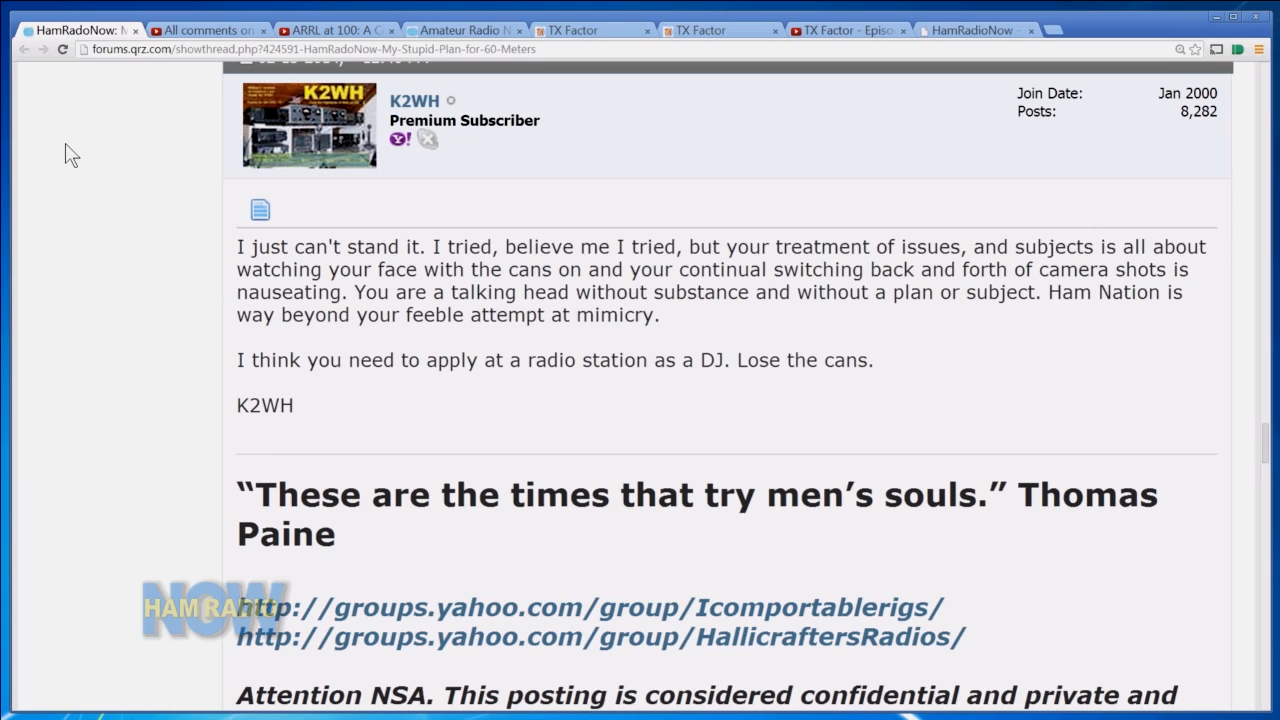 HamRadoNow: M
All comments on
ARRL at 100: A C
Amateur Radio N
TX Factor
TX Factor
TX Factor - Episo
HamRadioNow -
forums.qrz.com/showthread.php?424591-HamRadoNow-My-Stupid-Plan-for-60-Meters
K2WH
K2WH
Premium Subscriber
Join Date: Jan 2000
Posts: 8,282
I just can't stand it. I tried, believe me I tried, but your treatment of issues, and subjects is all about
watching your face with the cans on and your continual switching back and forth of camera shots is
nauseating. You are a talking head without substance and without a plan or subject. Ham Nation is
way beyond your feeble attempt at mimicry.
I think you need to apply at a radio station as a DJ. Lose the cans.
K2WH
“These are the times that try men’s souls.” Thomas
Paine
HAM RADIO
NOW
http://groups.yahoo.com/group/Icomportablerigs/
http://groups.yahoo.com/group/HallicraftersRadios/
Attention NSA. This posting is considered confidential and private and